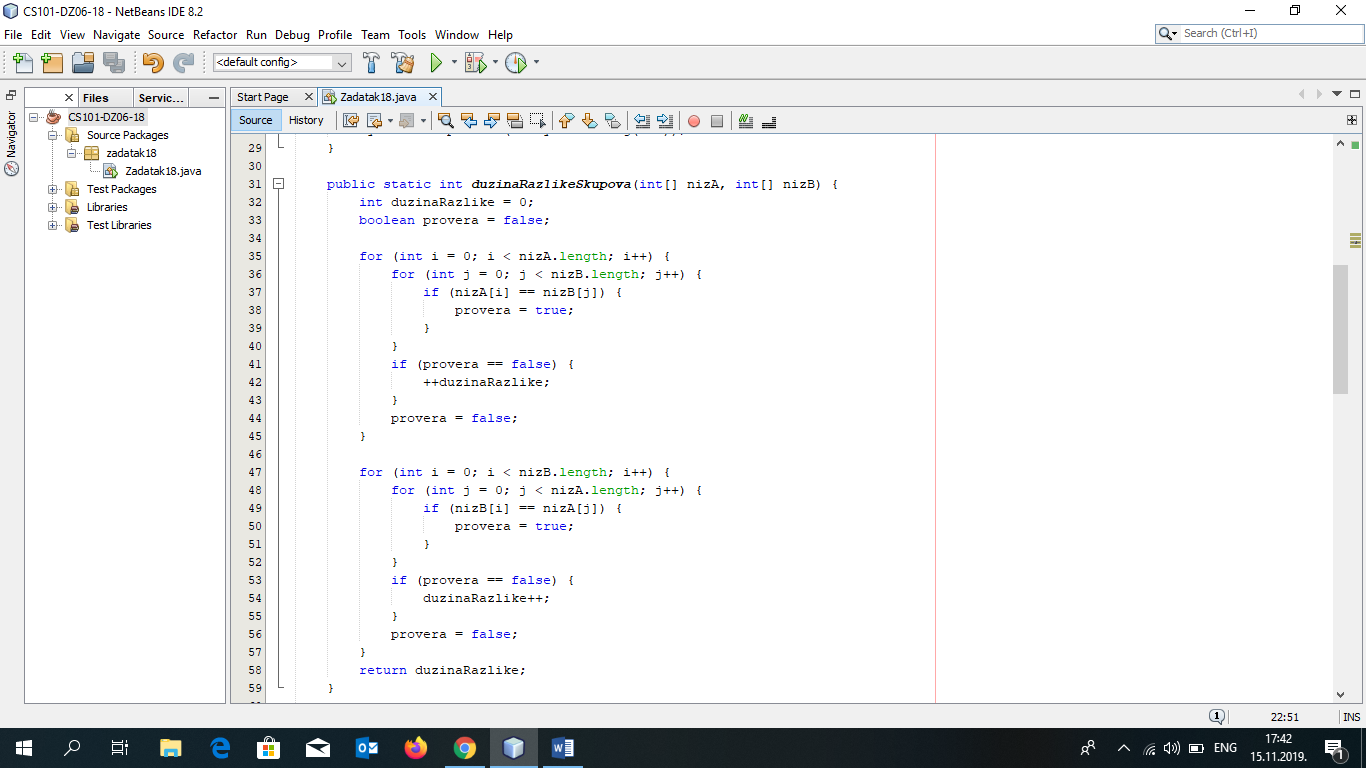 CS101-DZ06-18 - NetBeans IDE 8.2
File Edit View Navigate Source Refactor Run Debug Profile Team Tools Window Help
Search (Ctrl+I)
<default config>
Files Servic...
Navigator
CS101-DZ06-18
Source Packages
zadatak18
Zadatak18.java
Test Packages
Libraries
Test Libraries
Start Page Zadatak18.java
Source History
29 }
30
31 public static int duzinaRazlikeSkupova(int[] nizA, int[] nizB) {
32 int duzinaRazlike = 0;
33 boolean provera = false;
34
35 for (int i = 0; i < nizA.length; i++) {
36 for (int j = 0; j < nizB.length; j++) {
37 if (nizA[i] == nizB[j]) {
38 provera = true;
39 }
40 }
41 if (provera == false) {
42 ++duzinaRazlike;
43 }
44 provera = false;
45 }
46
47 for (int i = 0; i < nizB.length; i++) {
48 for (int j = 0; j < nizA.length; j++) {
49 if (nizB[i] == nizA[j]) {
50 provera = true;
51 }
52 }
53 if (provera == false) {
54 duzinaRazlike++;
55 }
56 provera = false;
57 }
58 return duzinaRazlike;
59 }
1 22:51 INS
ENG
17:42
15.11.2019.
1